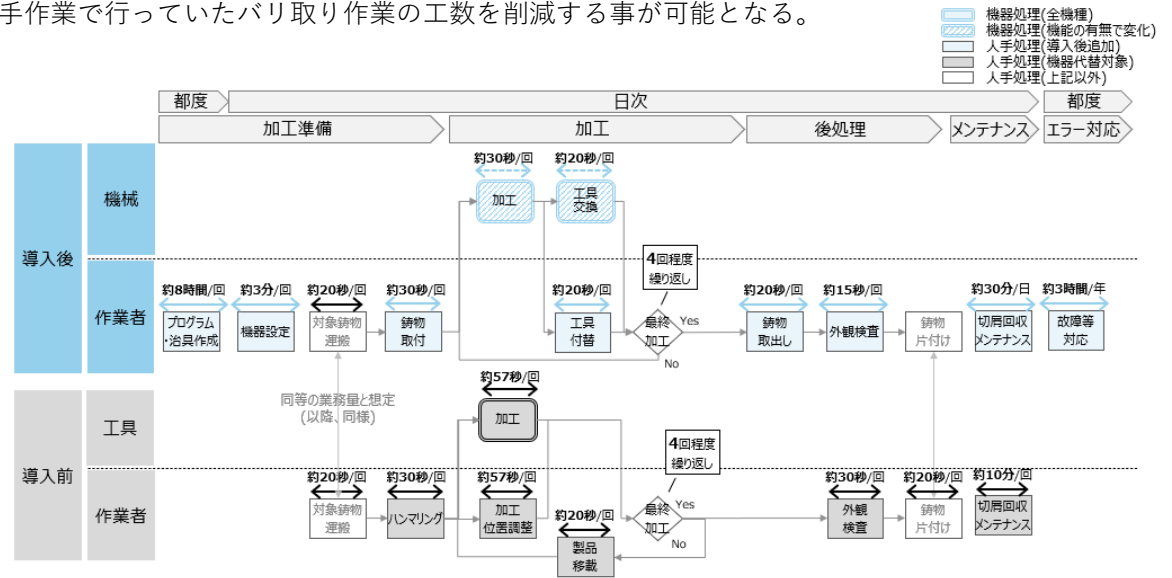 手作業で行っていたバリ取り作業の工数を削減する事が可能となる。
機器処理(全機種)
機器処理(機能の有無で変化)
人手処理(導入後追加)
人手処理(機器代替対象)
人手処理(上記以外)
都度
日次
都度
加工準備
加工
後処理
メンテナンス
エラー対応
導入後
機械
約30秒/回
約20秒/回
加工
工具
交換
4回程度
繰り返し
作業者
約8時間/回
約3分/回
約20秒/回
約30秒/回
約20秒/回
約20秒/回
約15秒/回
約30分/日
約3時間/年
プログラム
・治具作成
機器設定
対象鋳物
運搬
鋳物
取付
工具
付替
最終
加工
Yes
No
鋳物
取出し
外観検査
鋳物
片付け
切屑回収
メンテナンス
故障等
対応
同等の業務量と想定
(以降、同様)
導入前
工具
約57秒/回
加工
4回程度
繰り返し
作業者
約20秒/回
約30秒/回
約57秒/回
約20秒/回
約30秒/回
約20秒/回
約10分/日
対象鋳物
運搬
ハンマリング
加工
位置調整
製品
移載
最終
加工
Yes
No
外観
検査
鋳物
片付け
切屑回収
メンテナンス